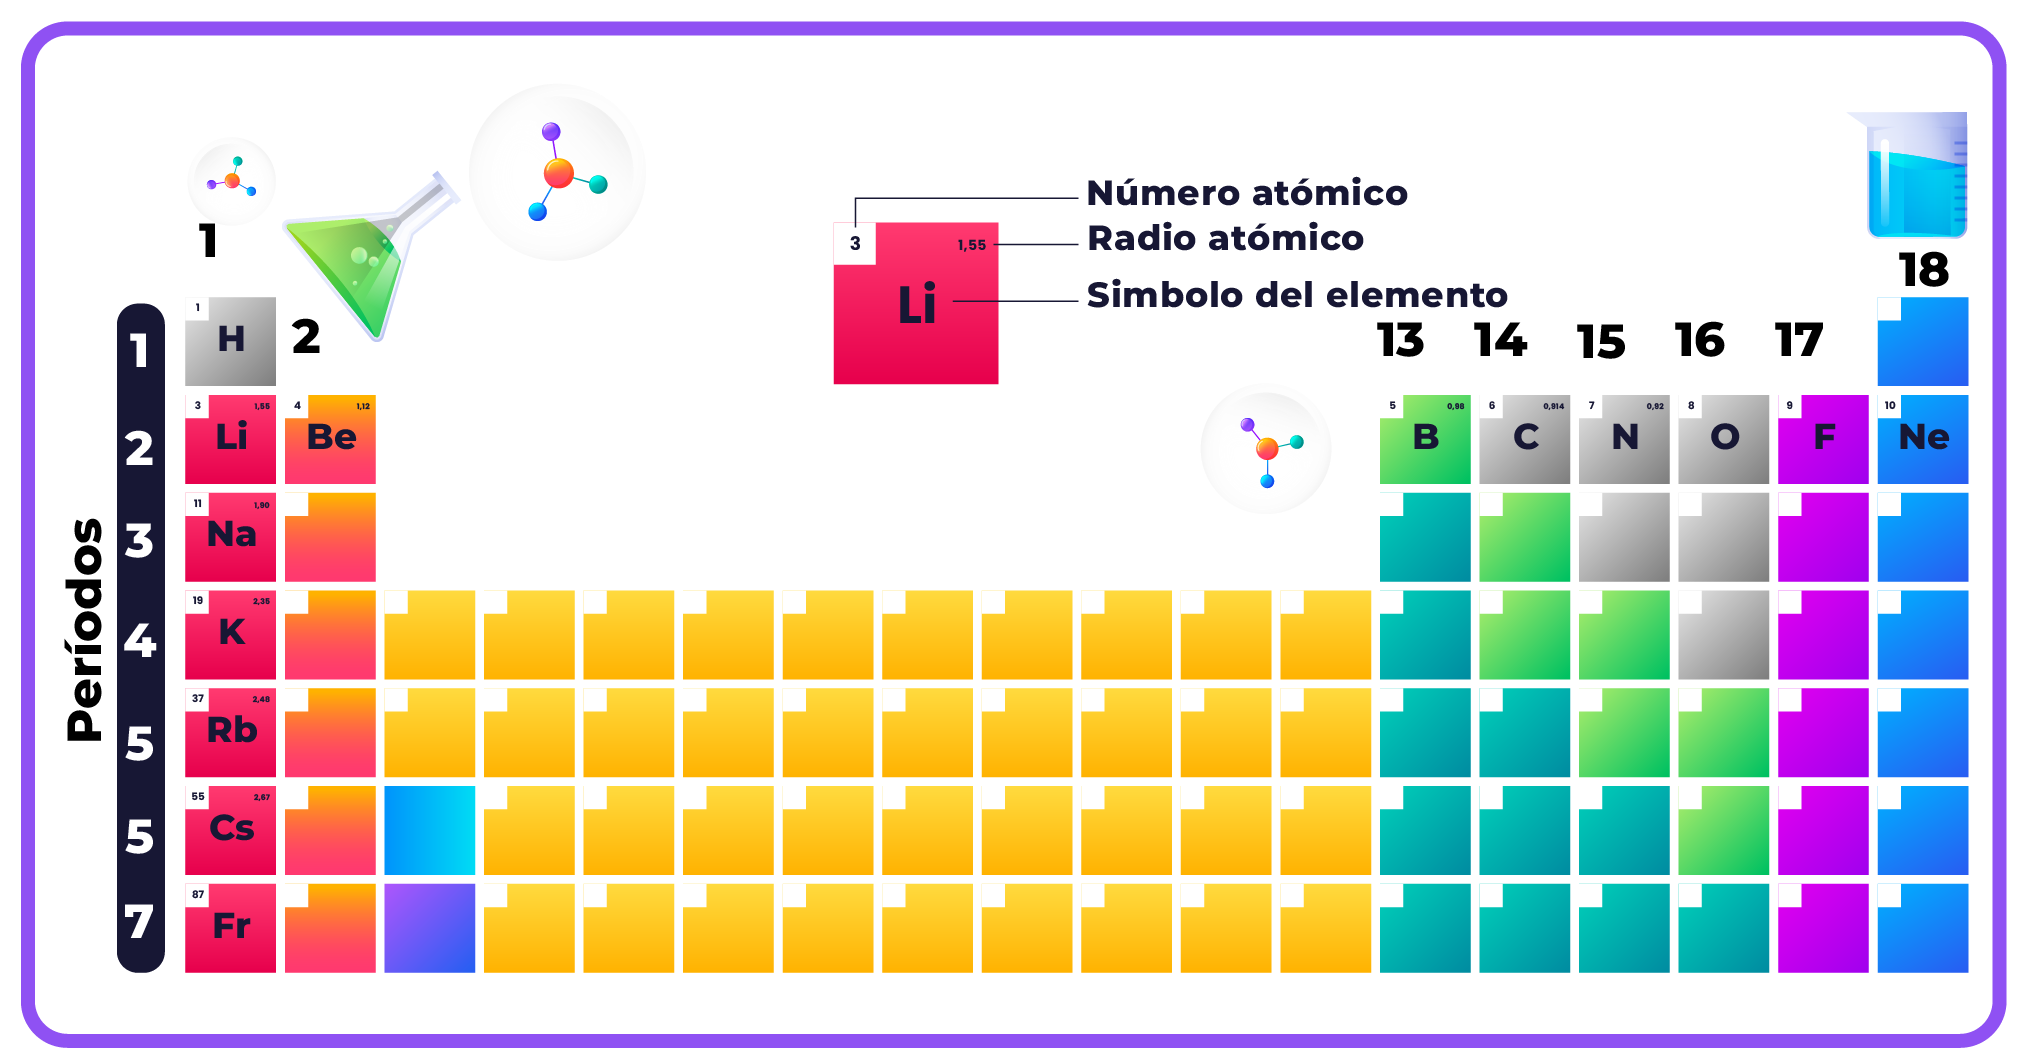 Número atómico
3
1,55
Radio atómico
Li
Simbolo del elemento
1
2
13
14
15
16
17
18
Períodos
1
1
H
2
3
1,55
Li
4
1,12
Be
5
0,98
B
6
0,914
C
7
0,92
N
8
O
9
F
10
Ne
3
11
1,90
Na
4
19
2,35
K
5
37
2,48
Rb
5
55
2,67
Cs
7
87
Fr